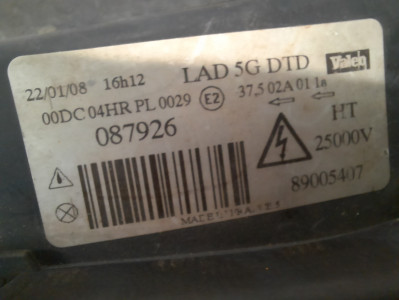 22/01/08 16h12 LAD 5G DTD Valeo
00DC 04HR PL 0029 E2 37,5 02A 01 1a
087926 HT
25000V
89005407